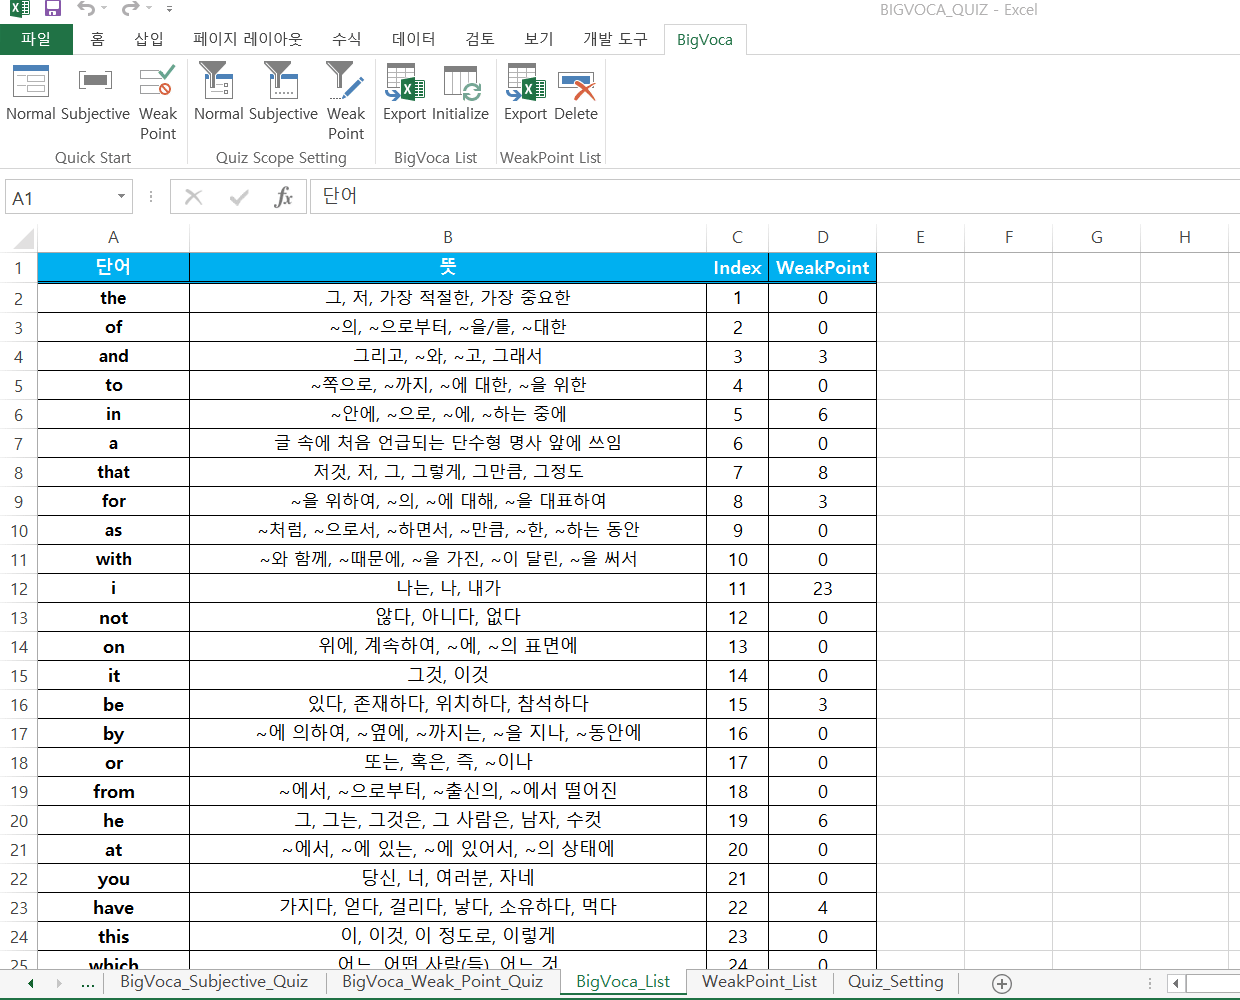 BIGVOCA_QUIZ - Excel
파일 홈 삽입 페이지 레이아웃 수식 데이터 검토 보기 개발 도구 BigVoca
Normal Subjective Weak Point Normal Subjective Weak Point Export Initialize Export Delete
Quick Start Quiz Scope Setting BigVoca List WeakPoint List
A1 fx 단어
A B C D E F G H
1 단어 뜻 Index WeakPoint
2 the 그, 저, 가장 적절한, 가장 중요한 1 0
3 of ~의, ~으로부터, ~을/를, ~대한 2 0
4 and 그리고, ~와, ~고, 그래서 3 3
5 to ~쪽으로, ~까지, ~에 대한, ~을 위한 4 0
6 in ~안에, ~으로, ~에, ~하는 중에 5 6
7 a 글 속에 처음 언급되는 단수형 명사 앞에 쓰임 6 0
8 that 저것, 저, 그, 그렇게, 그만큼, 그정도 7 8
9 for ~을 위하여, ~의, ~에 대해, ~을 대표하여 8 3
10 as ~처럼, ~으로서, ~하면서, ~만큼, ~한, ~하는 동안 9 0
11 with ~와 함께, ~때문에, ~을 가진, ~이 달린, ~을 써서 10 0
12 i 나는, 나, 내가 11 23
13 not 않다, 아니다, 없다 12 0
14 on 위에, 계속하여, ~에, ~의 표면에 13 0
15 it 그것, 이것 14 0
16 be 있다, 존재하다, 위치하다, 참석하다 15 3
17 by ~에 의하여, ~옆에, ~까지는, ~을 지나, ~동안에 16 0
18 or 또는, 혹은, 즉, ~이나 17 0
19 from ~에서, ~으로부터, ~출신의, ~에서 떨어진 18 0
20 he 그, 그는, 그것은, 그 사람은, 남자, 수컷 19 6
21 at ~에서, ~에 있는, ~에 있어서, ~의 상태에 20 0
22 you 당신, 너, 여러분, 자네 21 0
23 have 가지다, 얻다, 걸리다, 낳다, 소유하다, 먹다 22 4
24 this 이, 이것, 이 정도로, 이렇게 23 0
25 which 어느, 어떤 사람(들), 어느 것 24 0
... BigVoca_Subjective_Quiz BigVoca_Weak_Point_Quiz BigVoca_List WeakPoint_List Quiz_Setting